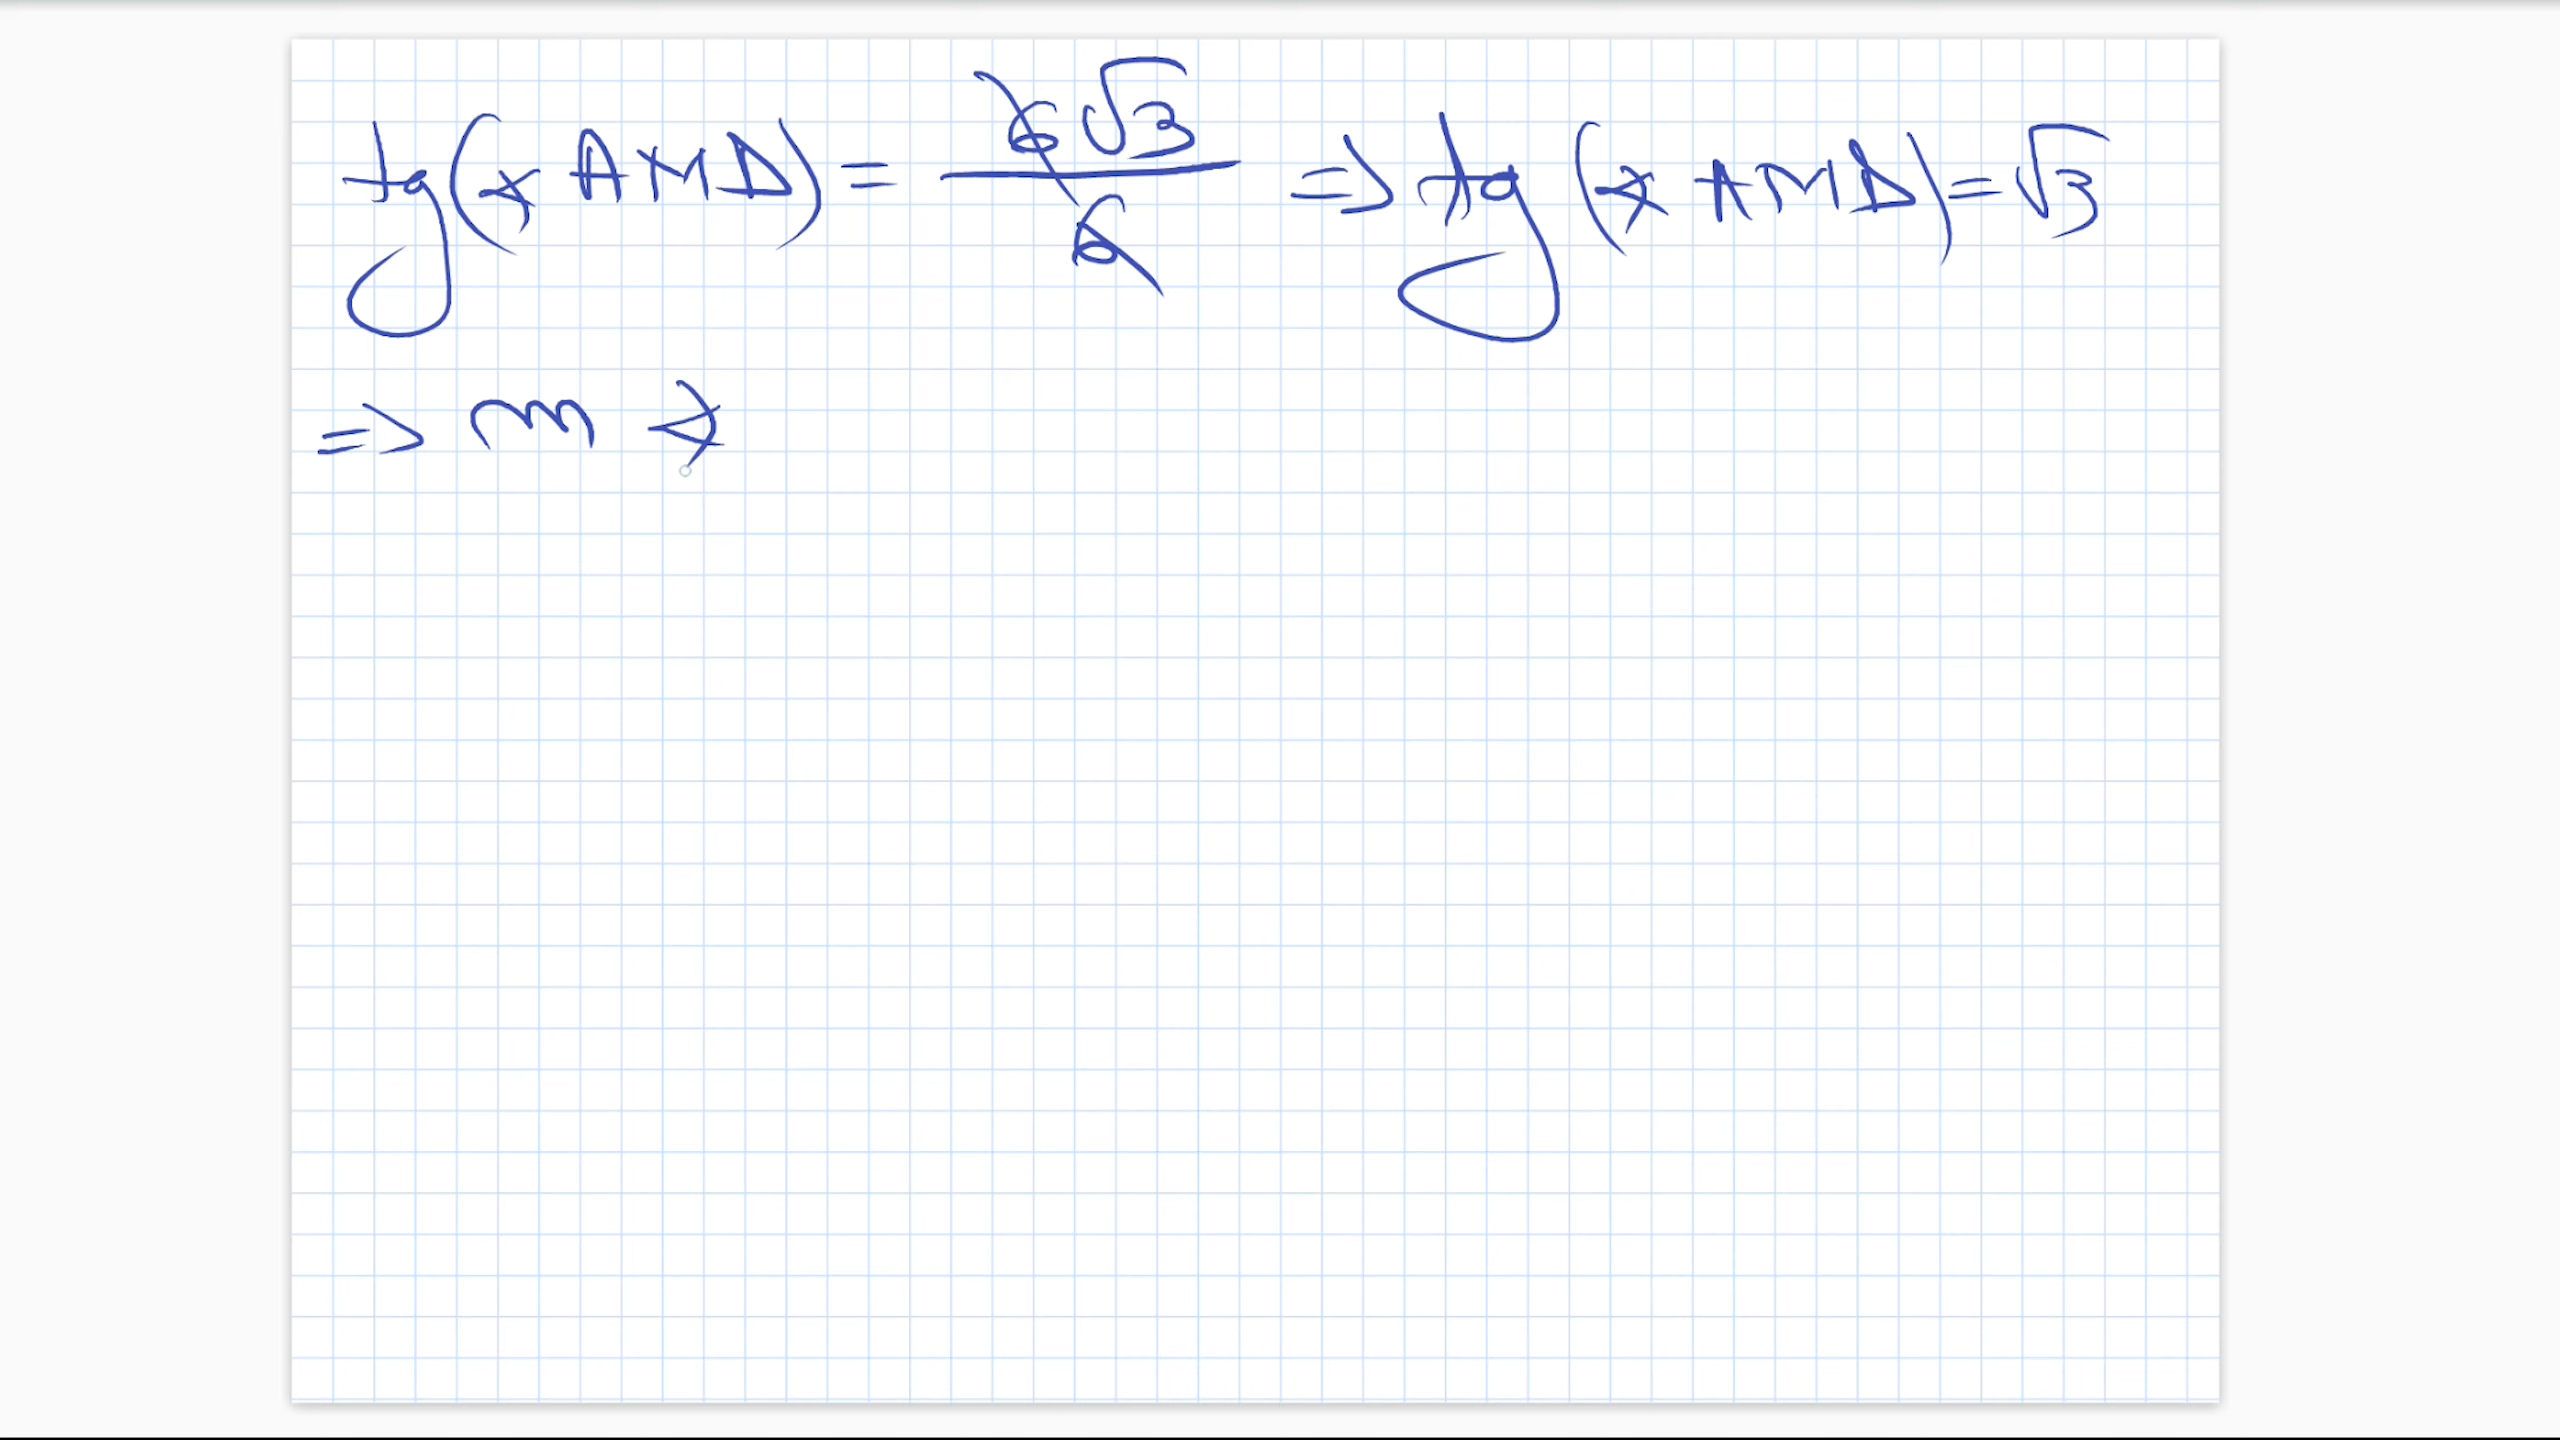 tg(∢AMD) = 6√3/6 => tg(∢AMD) = √3
=> m ∢